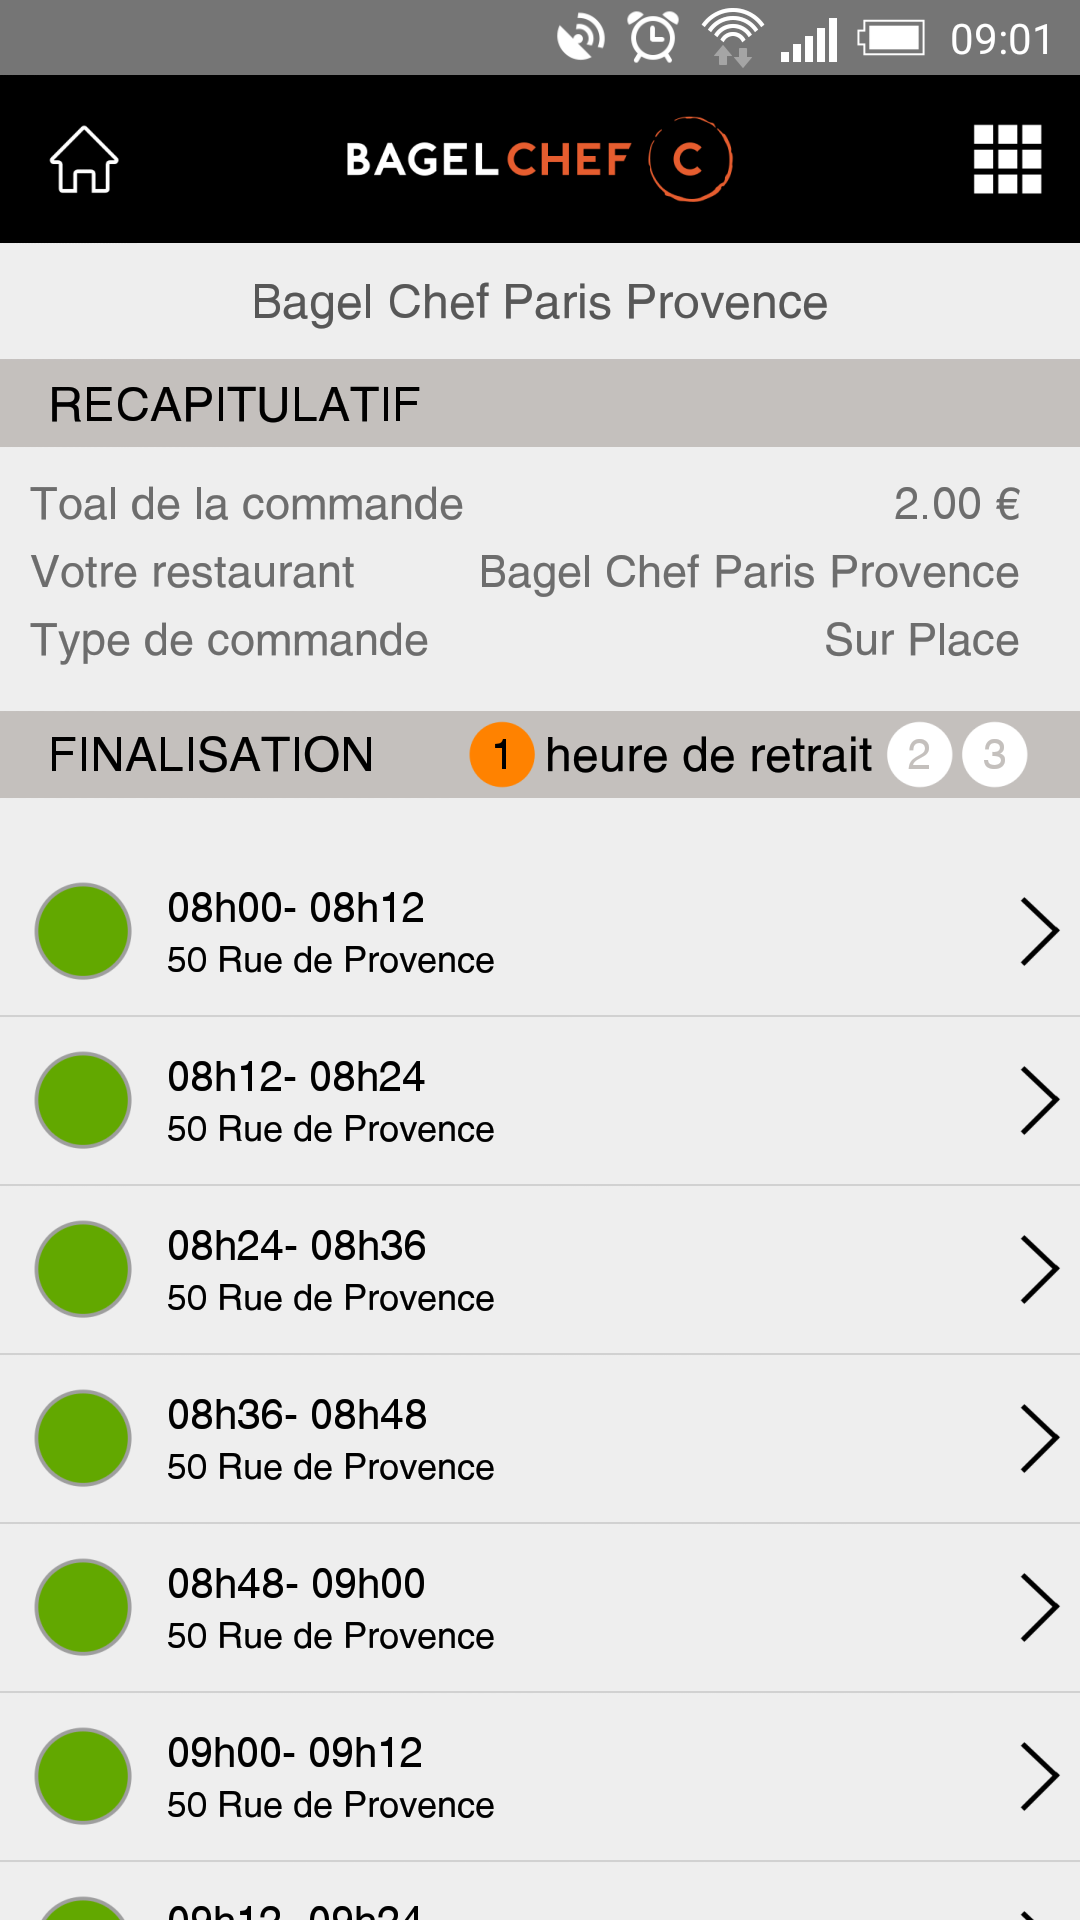 09:01
BAGEL CHEF C
Bagel Chef Paris Provence
RECAPITULATIF
Toal de la commande 2.00 €
Votre restaurant Bagel Chef Paris Provence
Type de commande Sur Place
FINALISATION 1 heure de retrait 2 3
08h00- 08h12
50 Rue de Provence
08h12- 08h24
50 Rue de Provence
08h24- 08h36
50 Rue de Provence
08h36- 08h48
50 Rue de Provence
08h48- 09h00
50 Rue de Provence
09h00- 09h12
50 Rue de Provence
09h12- 09h24